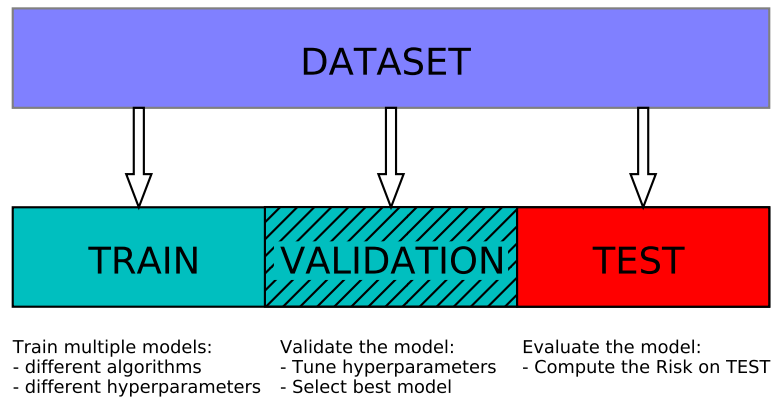 DATASET
TRAIN
VALIDATION
TEST
Train multiple models:
- different algorithms
- different hyperparameters
Validate the model:
- Tune hyperparameters
- Select best model
Evaluate the model:
- Compute the Risk on TEST